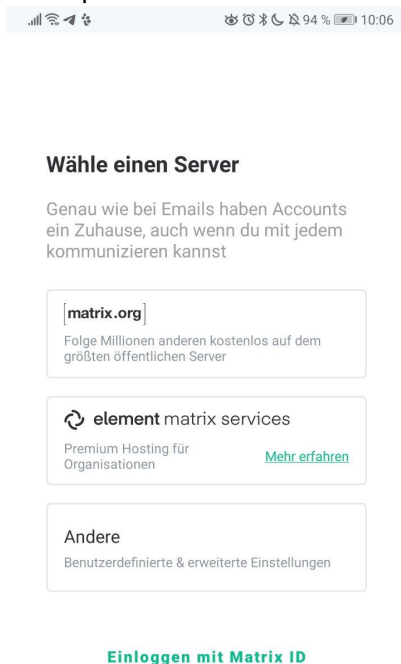 94 % 10:06
Wähle einen Server
Genau wie bei Emails haben Accounts
ein Zuhause, auch wenn du mit jedem
kommunizieren kannst
[matrix.org]
Folge Millionen anderen kostenlos auf dem
größten öffentlichen Server
element matrix services
Premium Hosting für
Organisationen
Mehr erfahren
Andere
Benutzerdefinierte & erweiterte Einstellungen
Einloggen mit Matrix ID